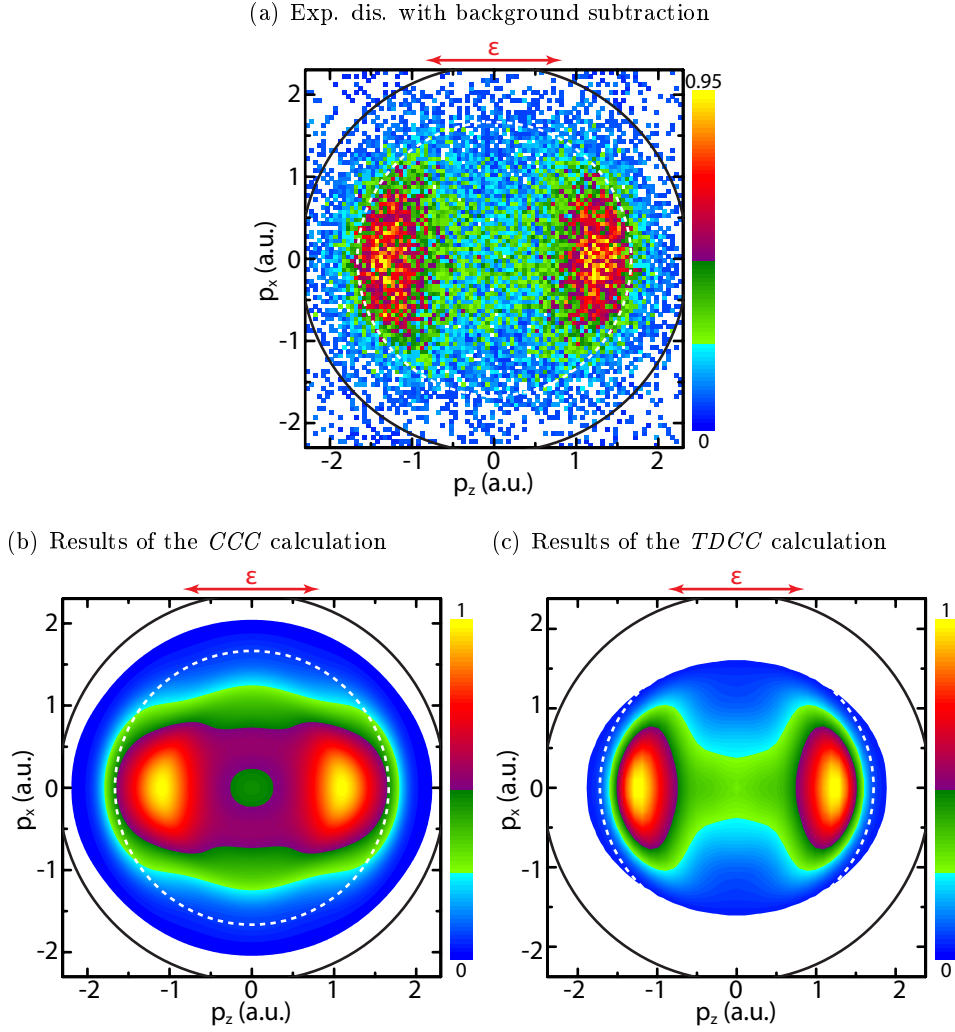 (a) Exp. dis. with background subtraction
ε
2
1
0
-1
-2
pₓ (a.u.)
0.95
0
-2 -1 0 1 2
p_z (a.u.)
(b) Results of the CCC calculation
ε
2
1
0
-1
-2
pₓ (a.u.)
1
0
-2 -1 0 1 2
p_z (a.u.)
(c) Results of the TDCC calculation
ε
2
1
0
-1
-2
pₓ (a.u.)
1
0
-2 -1 0 1 2
p_z (a.u.)